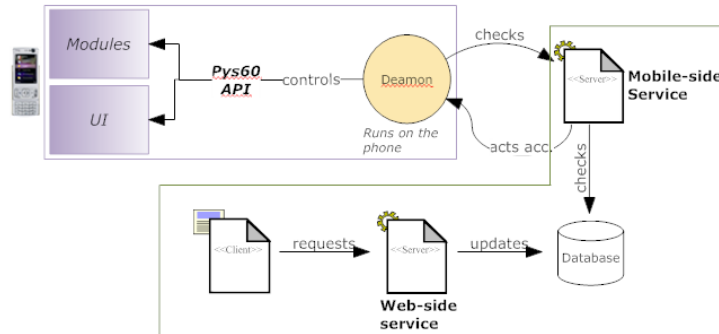 Modules
UI
Pys60
API
controls
Deamon
Runs on the
phone
checks
<<Server>>
Mobile-side
Service
acts acc.
checks
<<Client>>
requests
<<Server>>
updates
Database
Web-side
service